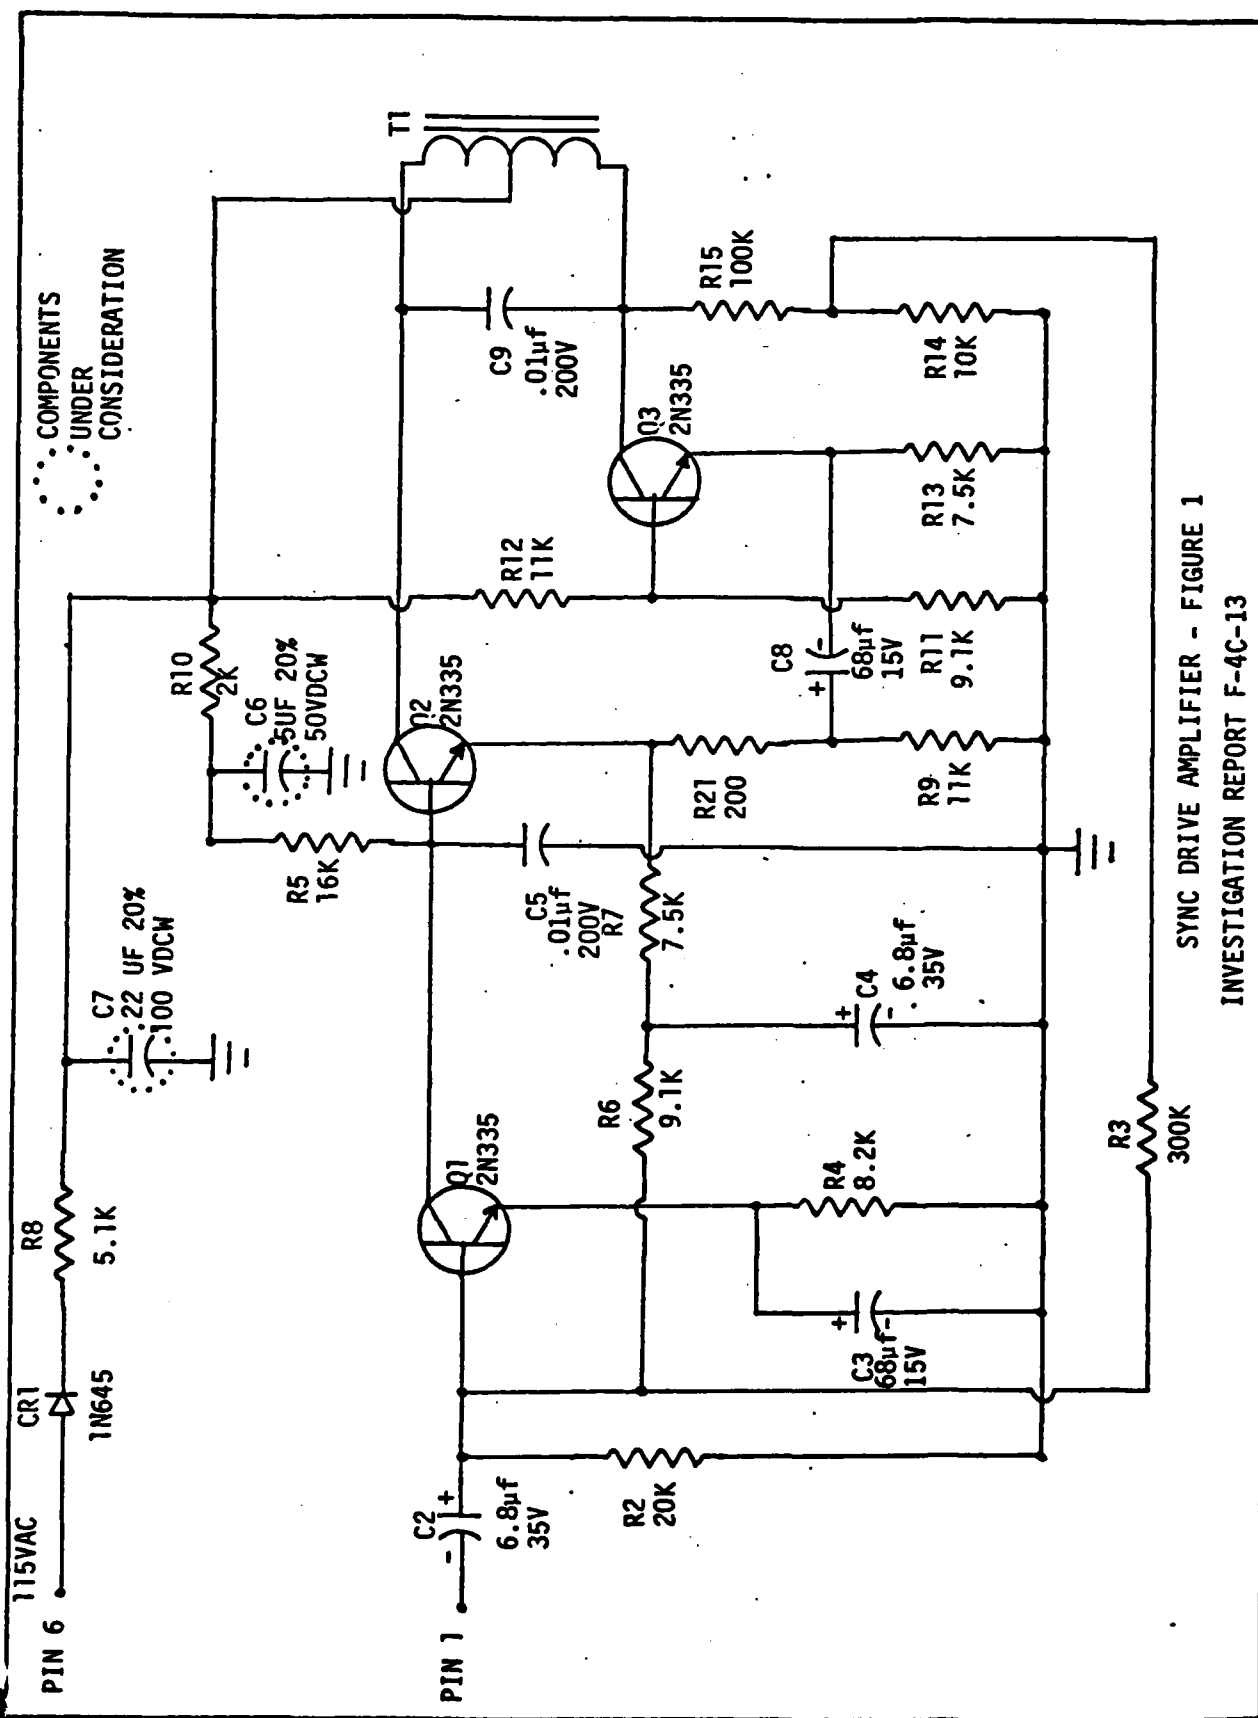 115VAC
PIN 6
CR1
1N645
R8
5.1K
C7
.22 UF 20%
100 VDCW
R10
2K
C6
5UF 20%
50VDCW
COMPONENTS
UNDER
CONSIDERATION
R5
16K
Q2
2N335
R12
11K
C9
.01µf
200V
T1
PIN 1
C2
- +
6.8µf
35V
Q1
2N335
C5
.01µf
200V
R7
7.5K
R6
9.1K
R21
200
Q3
2N335
R15
100K
R2
20K
C3
+
-
68µf
15V
R4
8.2K
C4
+
-
6.8µf
35V
R9
11K
C8
+ -
68µf
15V
R11
9.1K
R13
7.5K
R14
10K
R3
300K
SYNC DRIVE AMPLIFIER - FIGURE 1
INVESTIGATION REPORT F-4C-13